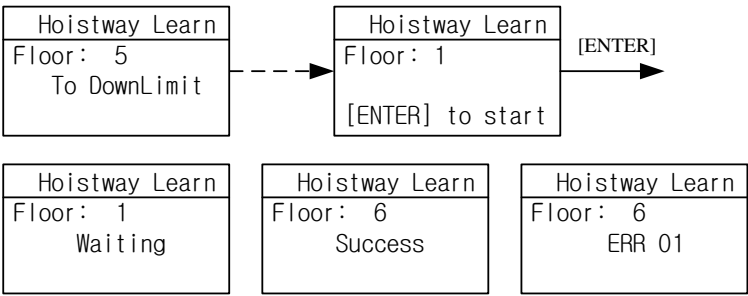 Hoistway Learn
Floor: 5
To DownLimit
Hoistway Learn
Floor: 1
[ENTER] to start
[ENTER]
Hoistway Learn
Floor: 1
Waiting
Hoistway Learn
Floor: 6
Success
Hoistway Learn
Floor: 6
ERR 01